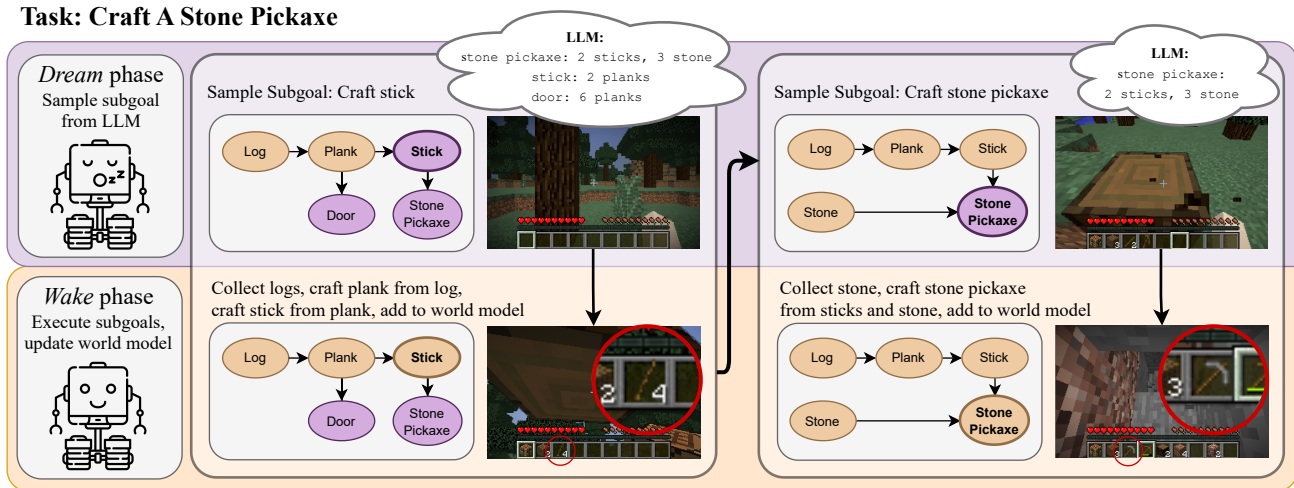 Task: Craft A Stone Pickaxe
Dream phase
Sample subgoal
from LLM
LLM:
stone pickaxe: 2 sticks, 3 stone
stick: 2 planks
door: 6 planks
Sample Subgoal: Craft stick
Log
Plank
Stick
Door
Stone
Pickaxe
LLM:
stone pickaxe:
2 sticks, 3 stone
Sample Subgoal: Craft stone pickaxe
Log
Plank
Stick
Stone
Stone
Pickaxe
3 2
Wake phase
Execute subgoals,
update world model
Collect logs, craft plank from log,
craft stick from plank, add to world model
Log
Plank
Stick
Door
Stone
Pickaxe
2 4
3 4
Collect stone, craft stone pickaxe
from sticks and stone, add to world model
Log
Plank
Stick
Stone
Stone
Pickaxe
3